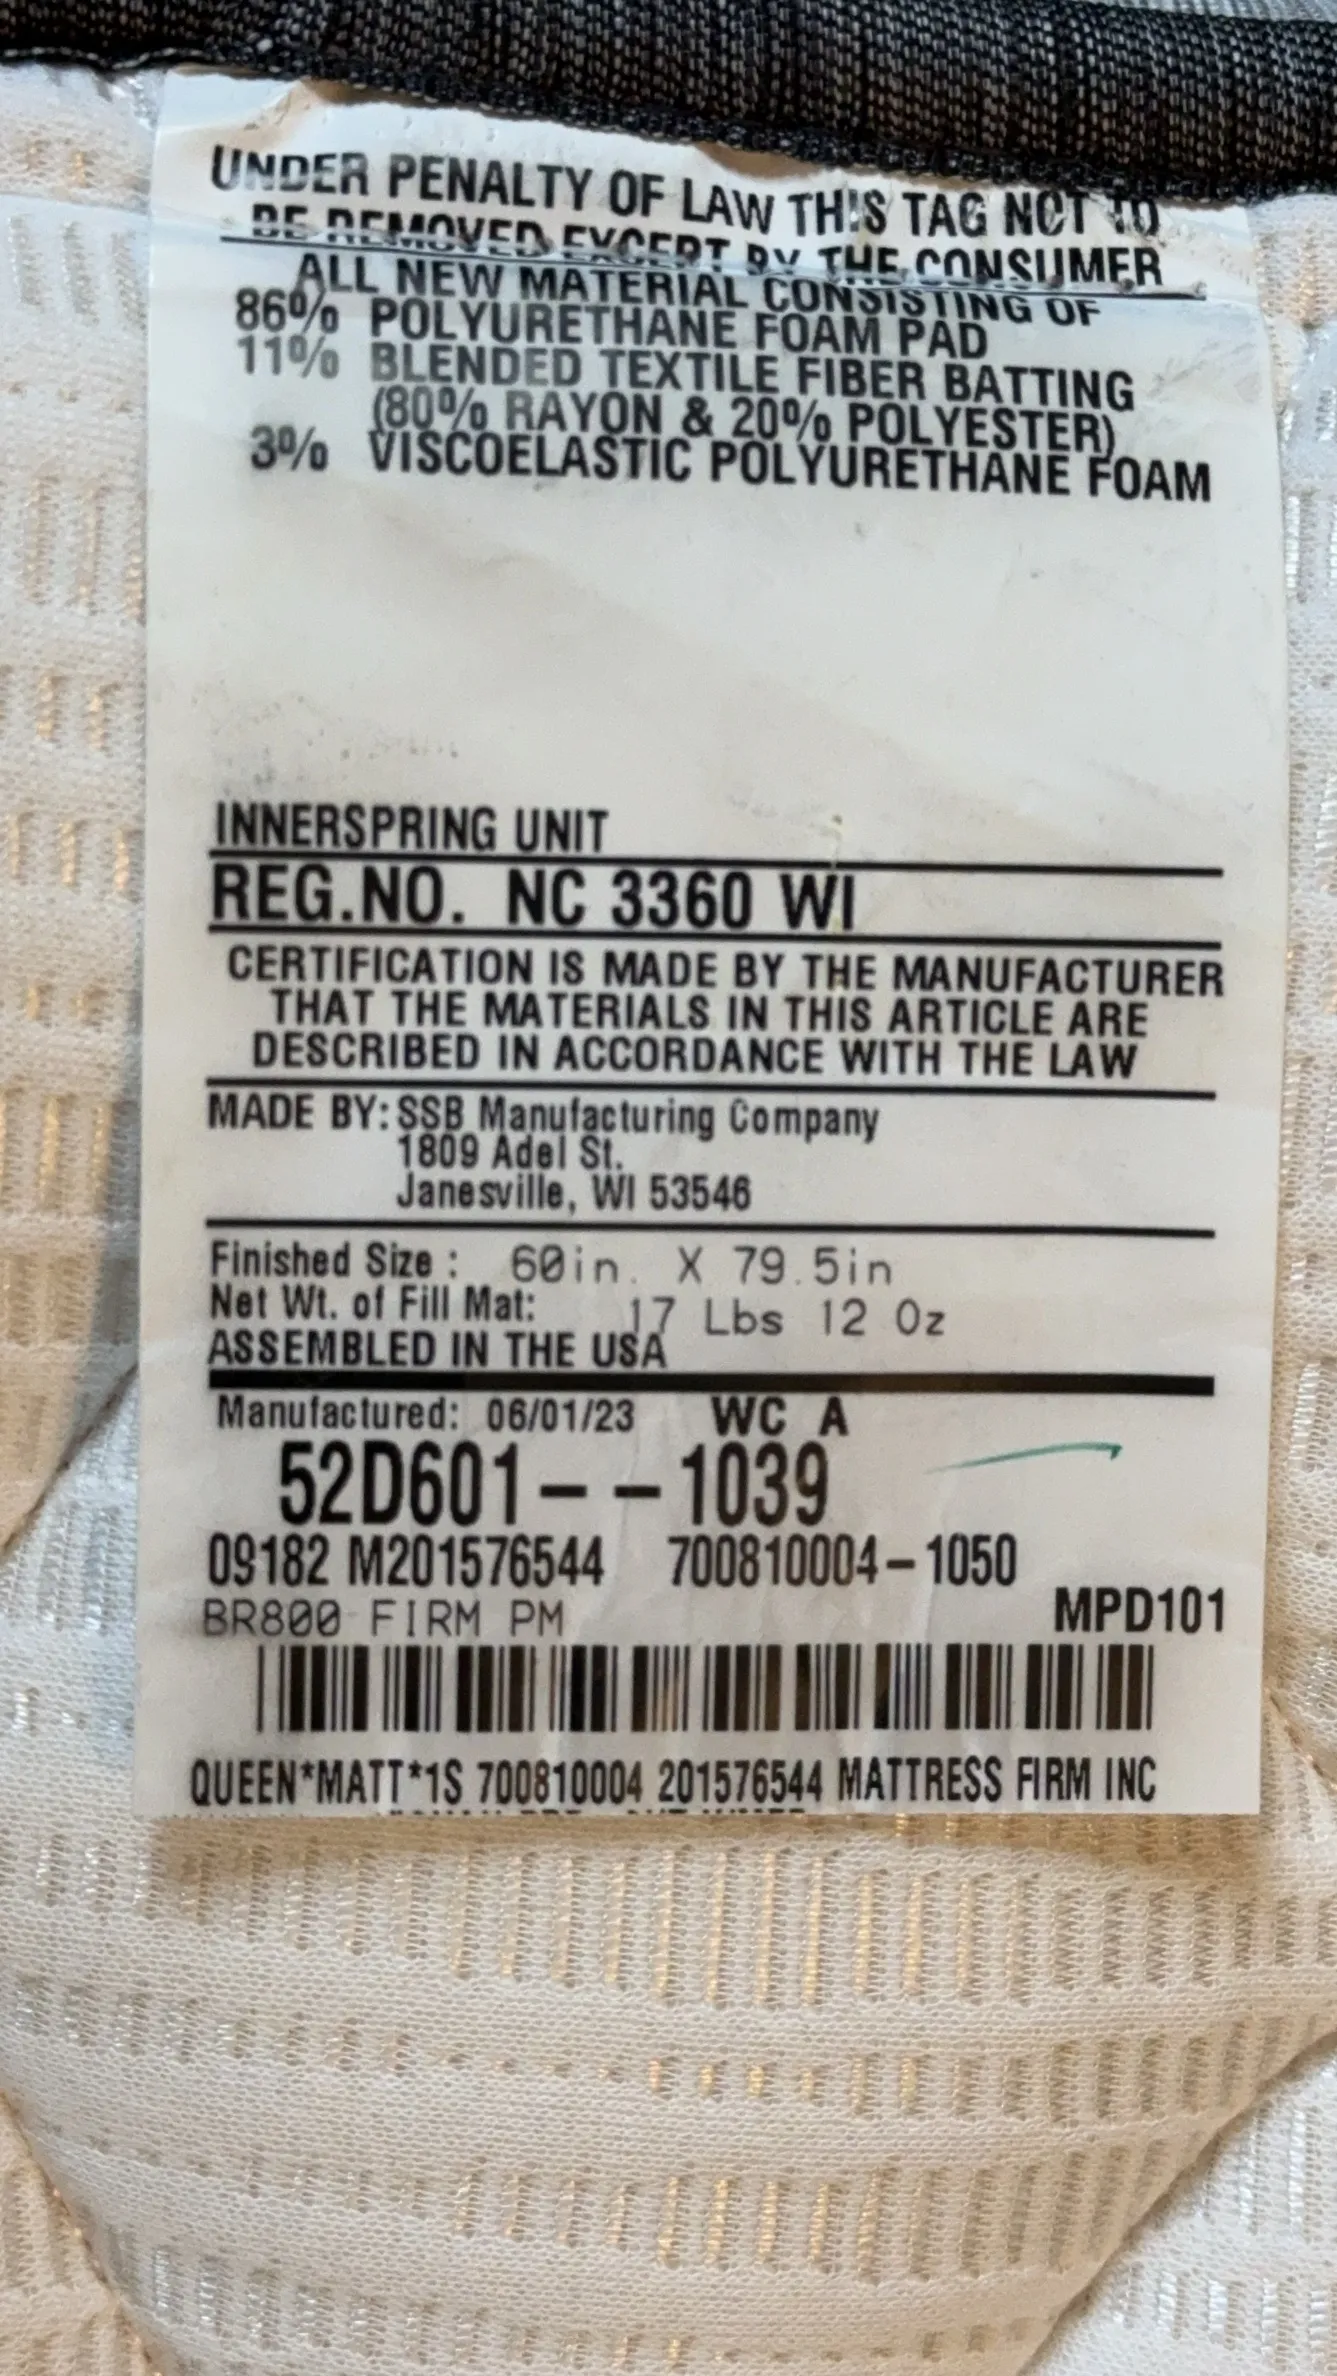 UNDER PENALTY OF LAW THIS TAG NOT TO
BE REMOVED EXCEPT BY THE CONSUMER
ALL NEW MATERIAL CONSISTING OF
86% POLYURETHANE FOAM PAD
11% BLENDED TEXTILE FIBER BATTING
(80% RAYON & 20% POLYESTER)
3% VISCOELASTIC POLYURETHANE FOAM
INNERSPRING UNIT
REG.NO. NC 3360 WI
CERTIFICATION IS MADE BY THE MANUFACTURER
THAT THE MATERIALS IN THIS ARTICLE ARE
DESCRIBED IN ACCORDANCE WITH THE LAW
MADE BY: SSB Manufacturing Company
1809 Adel St.
Janesville, WI 53546
Finished Size : 60in. X 79.5in
Net Wt. of Fill Mat: 17 Lbs 12 Oz
ASSEMBLED IN THE USA
Manufactured: 06/01/23 WC A
52D601--1039
09182 M201576544 700810004-1050
BR800 FIRM PM MPD101
QUEEN*MATT*1S 700810004 201576544 MATTRESS FIRM INC